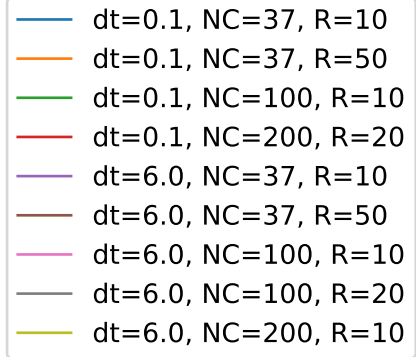 dt=0.1, NC=37, R=10
dt=0.1, NC=37, R=50
dt=0.1, NC=100, R=10
dt=0.1, NC=200, R=20
dt=6.0, NC=37, R=10
dt=6.0, NC=37, R=50
dt=6.0, NC=100, R=10
dt=6.0, NC=100, R=20
dt=6.0, NC=200, R=10